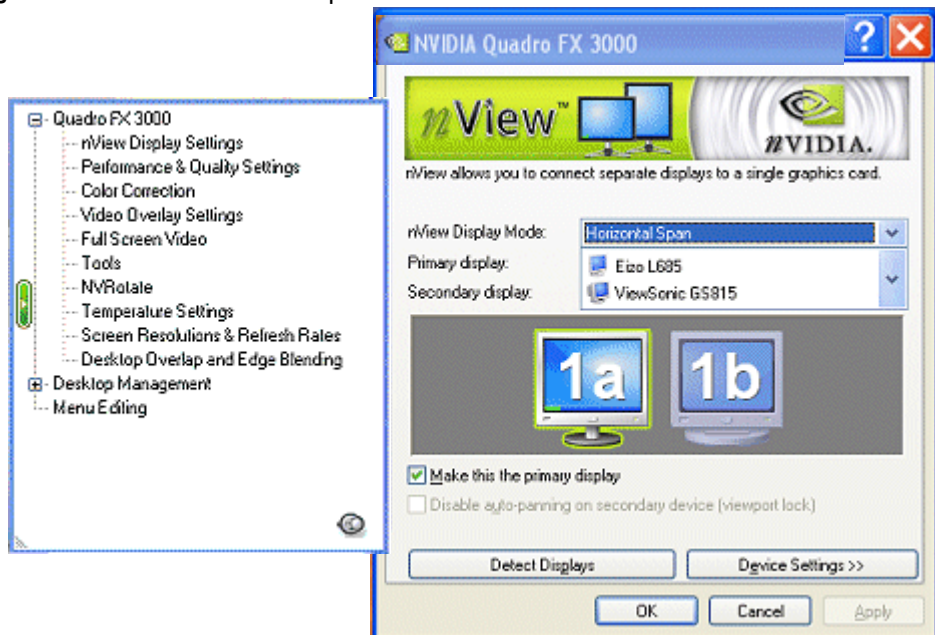 NVIDIA Quadro FX 3000
Quadro FX 3000
nView Display Settings
Performance & Quality Settings
Color Correction
Video Overlay Settings
Full Screen Video
Tools
NVRotate
Temperature Settings
Screen Resolutions & Refresh Rates
Desktop Overlap and Edge Blending
Desktop Management
Menu Editing
nView™
nVIDIA.
nView allows you to connect separate displays to a single graphics card.
nView Display Mode: Horizontal Span
Primary display: Eizo L685
Secondary display: ViewSonic GS815
1a 1b
Make this the primary display
Disable auto-panning on secondary device (viewport lock)
Detect Displays Device Settings >>
OK Cancel Apply